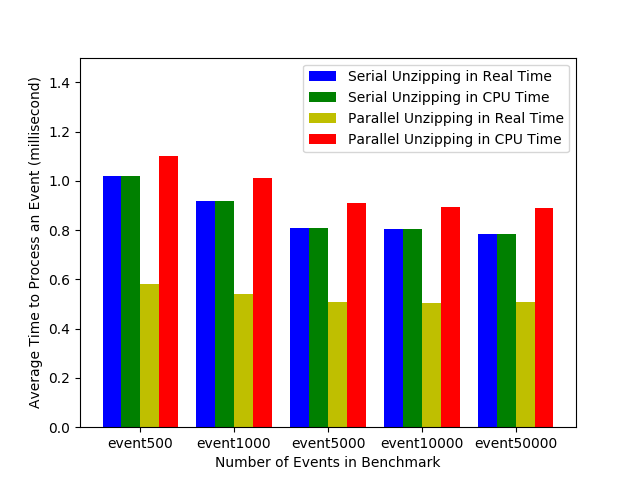 Serial Unzipping in Real Time
Serial Unzipping in CPU Time
Parallel Unzipping in Real Time
Parallel Unzipping in CPU Time
Average Time to Process an Event (millisecond)
1.4
1.2
1.0
0.8
0.6
0.4
0.2
0.0
event500 event1000 event5000 event10000 event50000
Number of Events in Benchmark